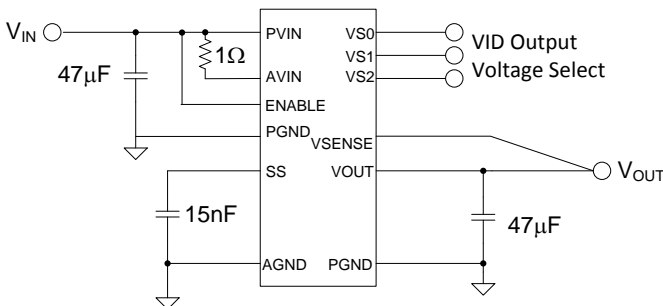 VIN
PVIN
VS0
VS1
VID Output
1Ω
47μF
AVIN
VS2
Voltage Select
ENABLE
PGND
VSENSE
SS
VOUT
VOUT
15nF
47μF
AGND
PGND